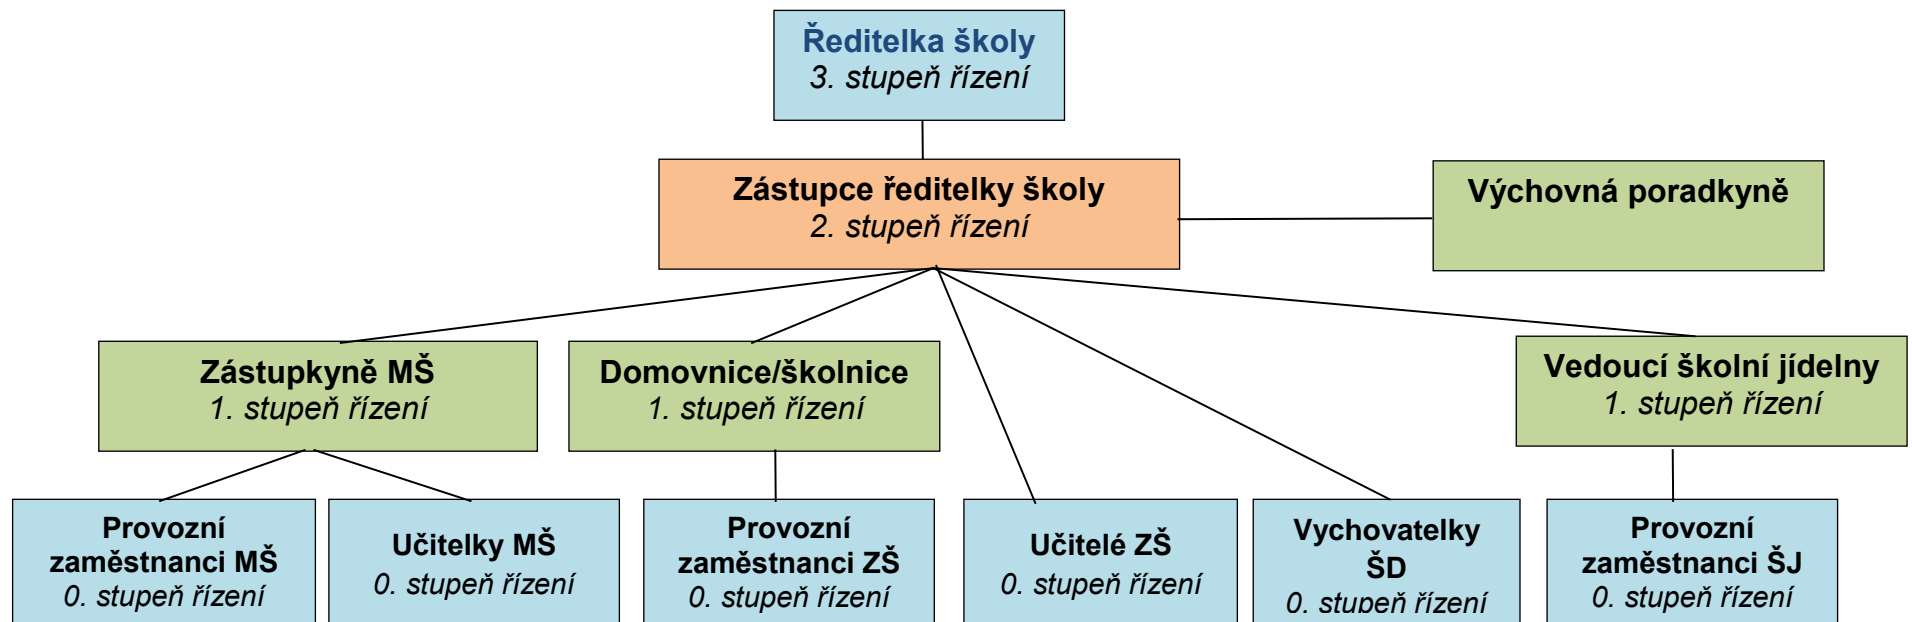 Ředitelka školy
3. stupeň řízení
Zástupce ředitelky školy
2. stupeň řízení
Výchovná poradkyně
Zástupkyně MŠ
1. stupeň řízení
Domovnice/školnice
1. stupeň řízení
Vedoucí školní jídelny
1. stupeň řízení
Provozní
zaměstnanci MŠ
0. stupeň řízení
Učitelky MŠ
0. stupeň řízení
Provozní
zaměstnanci ZŠ
0. stupeň řízení
Učitelé ZŠ
0. stupeň řízení
Vychovatelky
ŠD
0. stupeň řízení
Provozní
zaměstnanci ŠJ
0. stupeň řízení